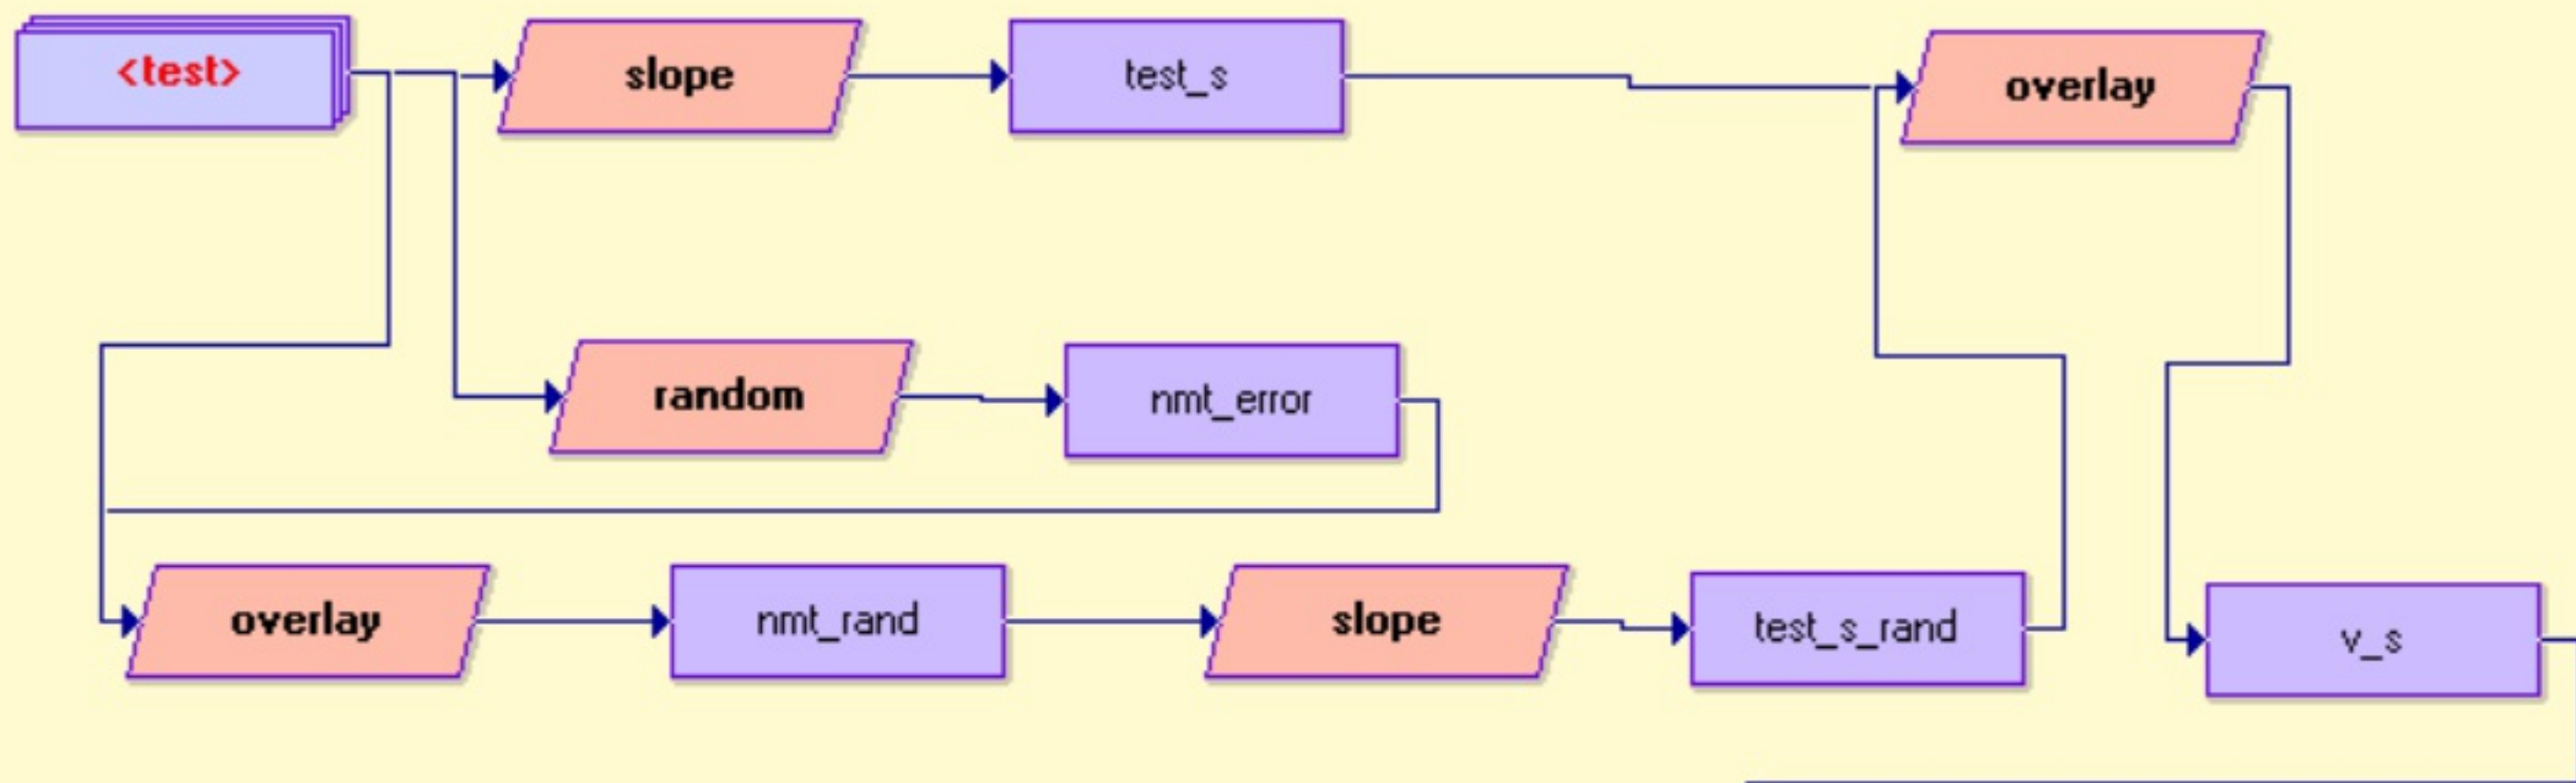 <test>
slope
test_s
overlay
random
nmt_error
overlay
nmt_rand
slope
test_s_rand
v_s